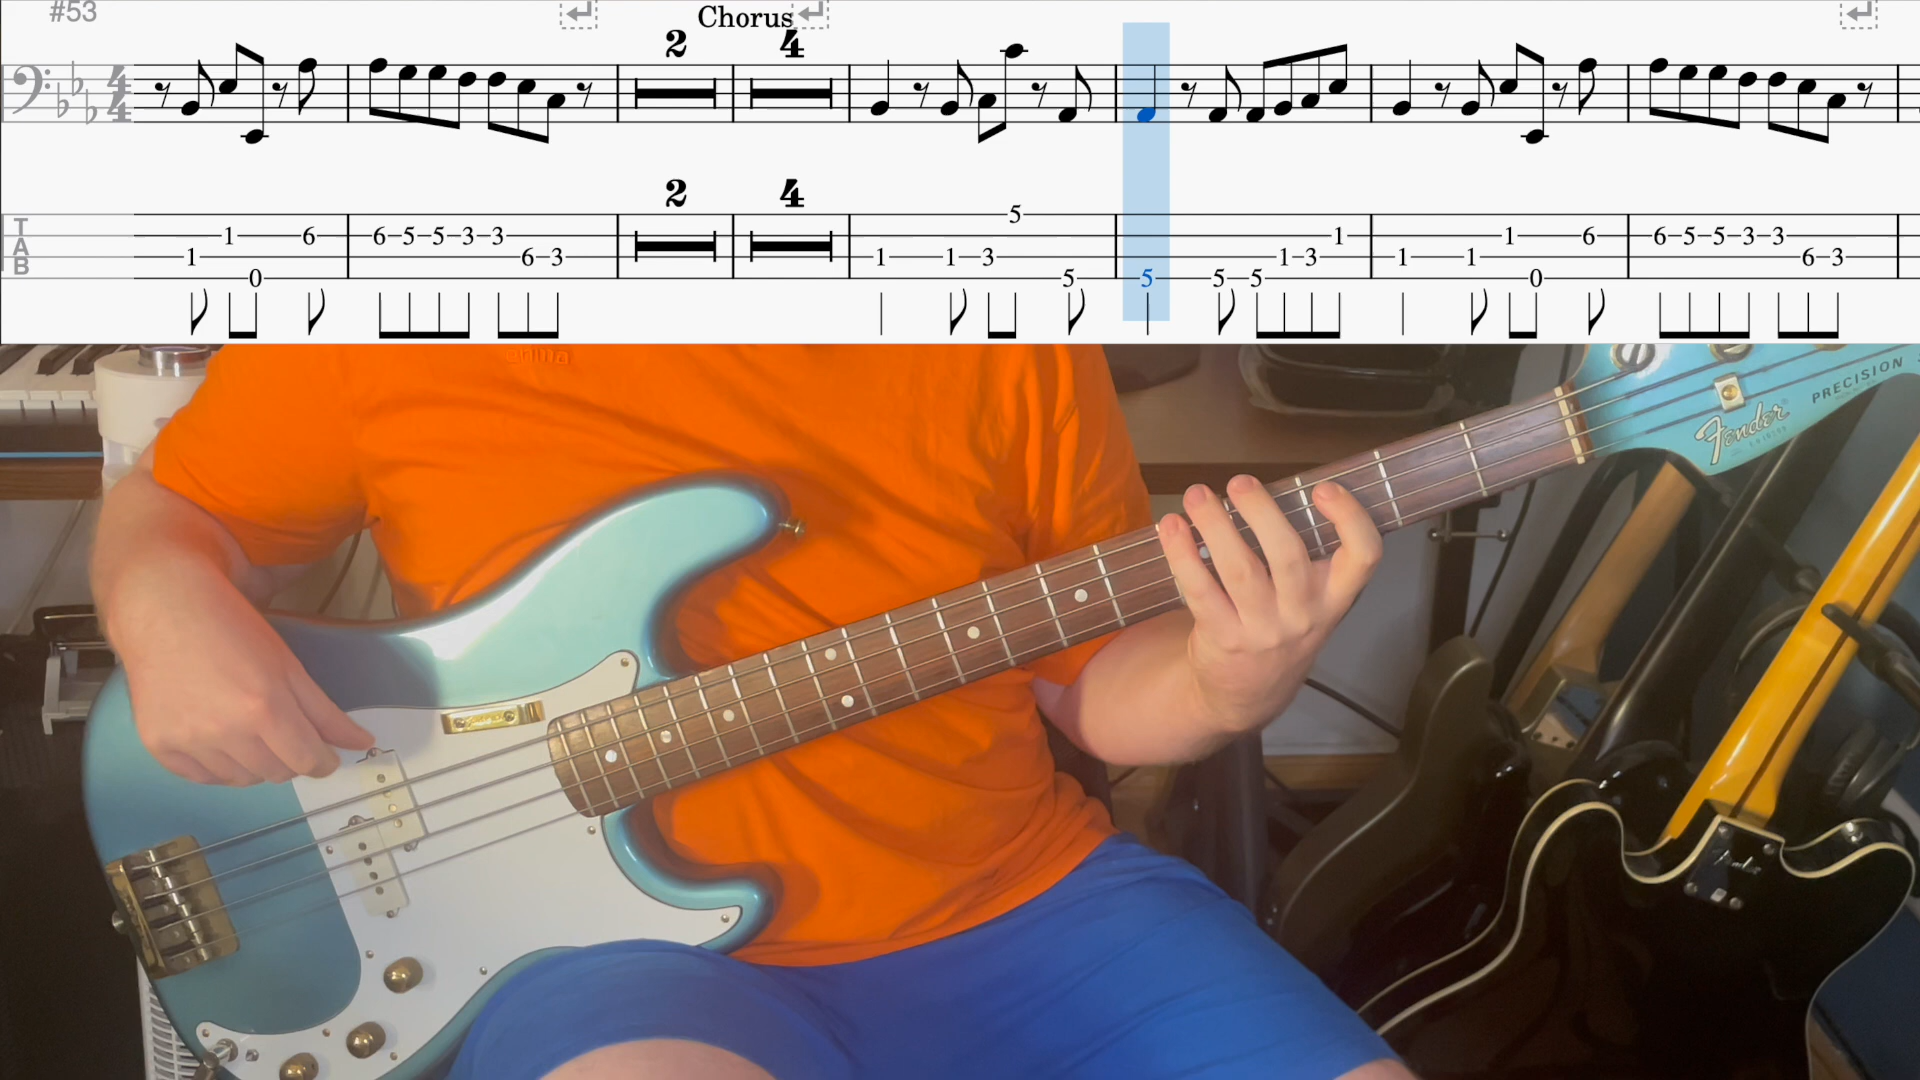 #53
Chorus
2 4
4
4
2 4
T
A
B
1 1 0 6 6 5 5 3 3 6 3 1 1 3 5 5 5 5 5 1 3 1 1 1 1 0 6 6 5 5 3 3 6 3
Fender
PRECISION